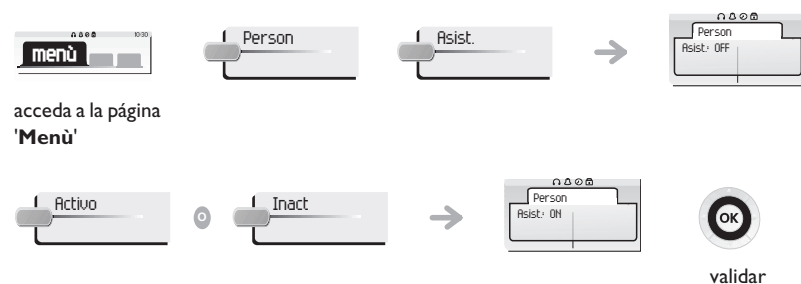 10:30
menù
Person
Asist.
Person
Asist.: OFF
acceda a la página
'Menù'
Activo
O
Inact
Person
Asist.: ON
OK
validar